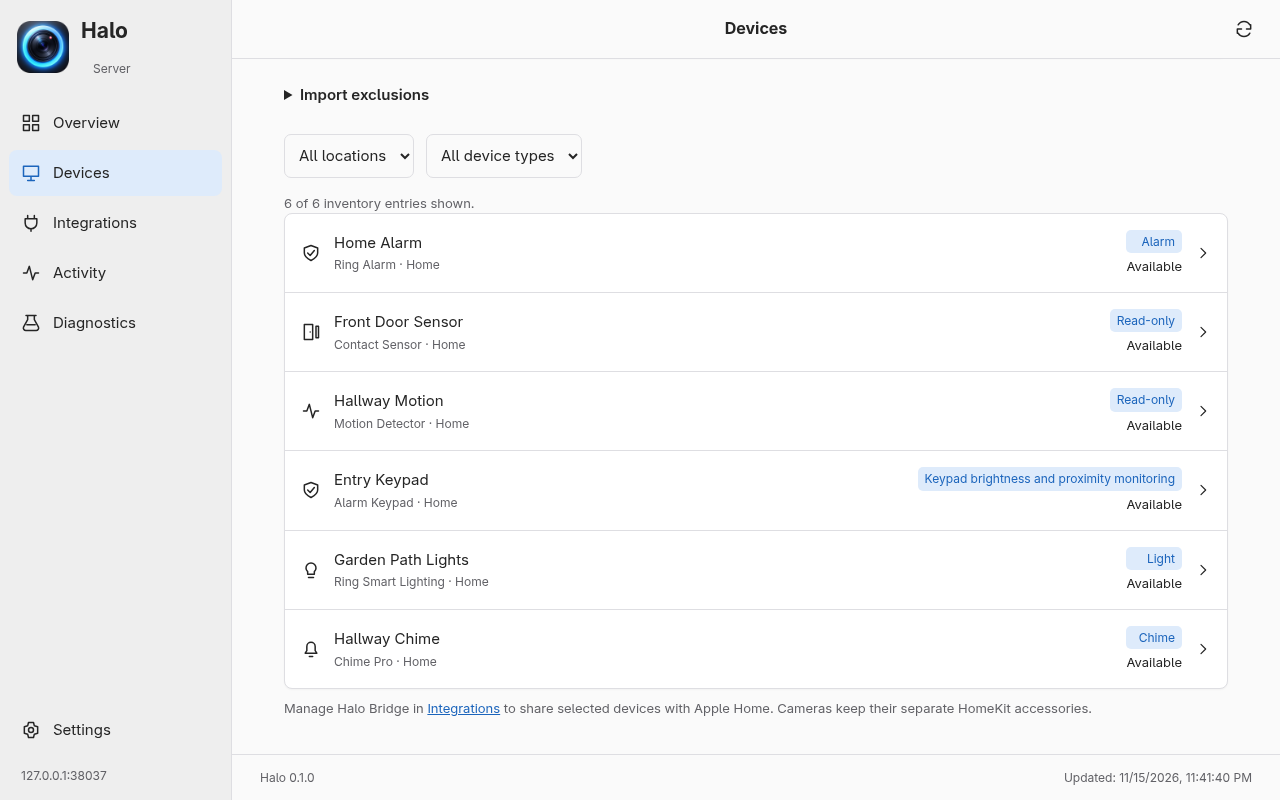 Halo
Server
Overview
Devices
Integrations
Activity
Diagnostics
Settings
127.0.0.1:38037
Devices
Import exclusions
All locations
All device types
6 of 6 inventory entries shown.
Home Alarm
Ring Alarm · Home
Alarm
Available
Front Door Sensor
Contact Sensor · Home
Read-only
Available
Hallway Motion
Motion Detector · Home
Read-only
Available
Entry Keypad
Alarm Keypad · Home
Keypad brightness and proximity monitoring
Available
Garden Path Lights
Ring Smart Lighting · Home
Light
Available
Hallway Chime
Chime Pro · Home
Chime
Available
Manage Halo Bridge in Integrations to share selected devices with Apple Home. Cameras keep their separate HomeKit accessories.
Halo 0.1.0
Updated: 11/15/2026, 11:41:40 PM